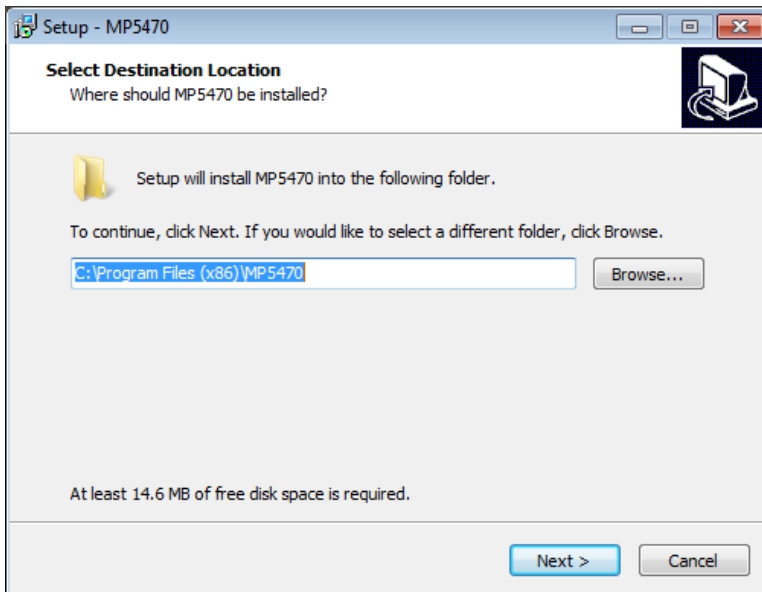 Setup - MP5470
Select Destination Location
Where should MP5470 be installed?
Setup will install MP5470 into the following folder.
To continue, click Next. If you would like to select a different folder, click Browse.
C:\Program Files (x86)\MP5470
Browse...
At least 14.6 MB of free disk space is required.
Next >
Cancel